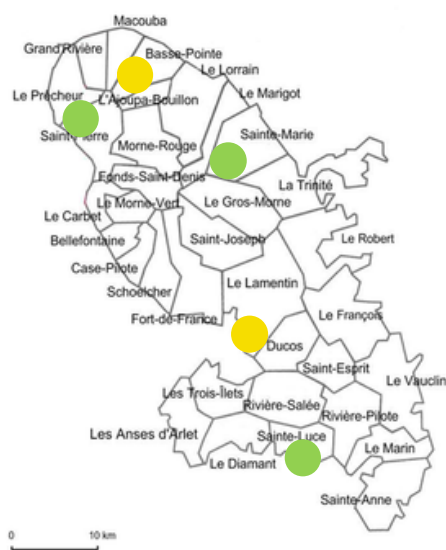 Macouba
Grand'Rivière
Basse-Pointe
Le Lorrain
Le Prêcheur
L'Ajoupa-Bouillon
Le Marigot
Sainte-Marie
Morne-Rouge
Fonds-Saint-Denis
La Trinité
Le Morne-Vert
Le Gros-Morne
Le Carbet
Bellefontaine
Saint-Joseph
Le Robert
Case-Pilote
Schoelcher
Le Lamentin
Fort-de-France
Le François
Ducos
Saint-Esprit
Le Vauclin
Les Trois-Îlets
Rivière-Salée
Rivière-Pilote
Les Anses d'Arlet
Sainte-Luce
Le Marin
Le Diamant
Sainte-Anne
0 10 km